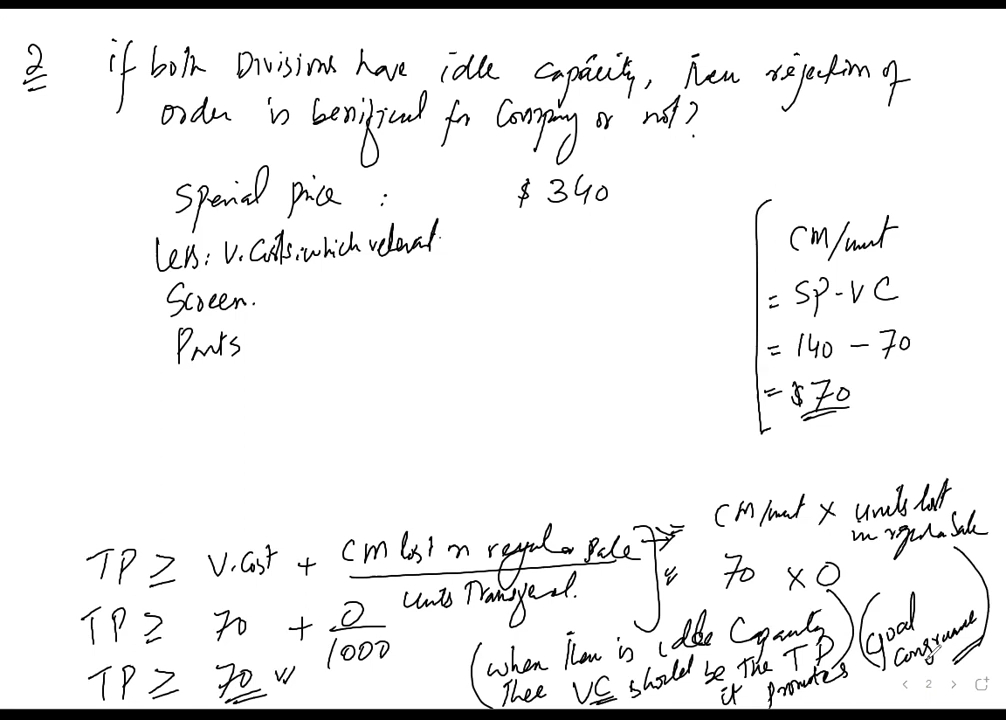 2 if both Divisions have idle capacity, then rejection of
order is benificial for Company or not?
Special price : $ 340
Less: V. Costs. which relevant.
Screen.
Parts
CM/unit
= SP - VC
= 140 - 70
= $ 70
TP ≥ V.Cost + CM lost on regular sale / Units Transferred. ⇒ CM/unit × units lost in regular sale
TP ≥ 70 + 0/1000 70 × 0
TP ≥ 70
(when there is idle Capacity
VC should be the TP
it promotes
(Goal
congruence)
< 2 >